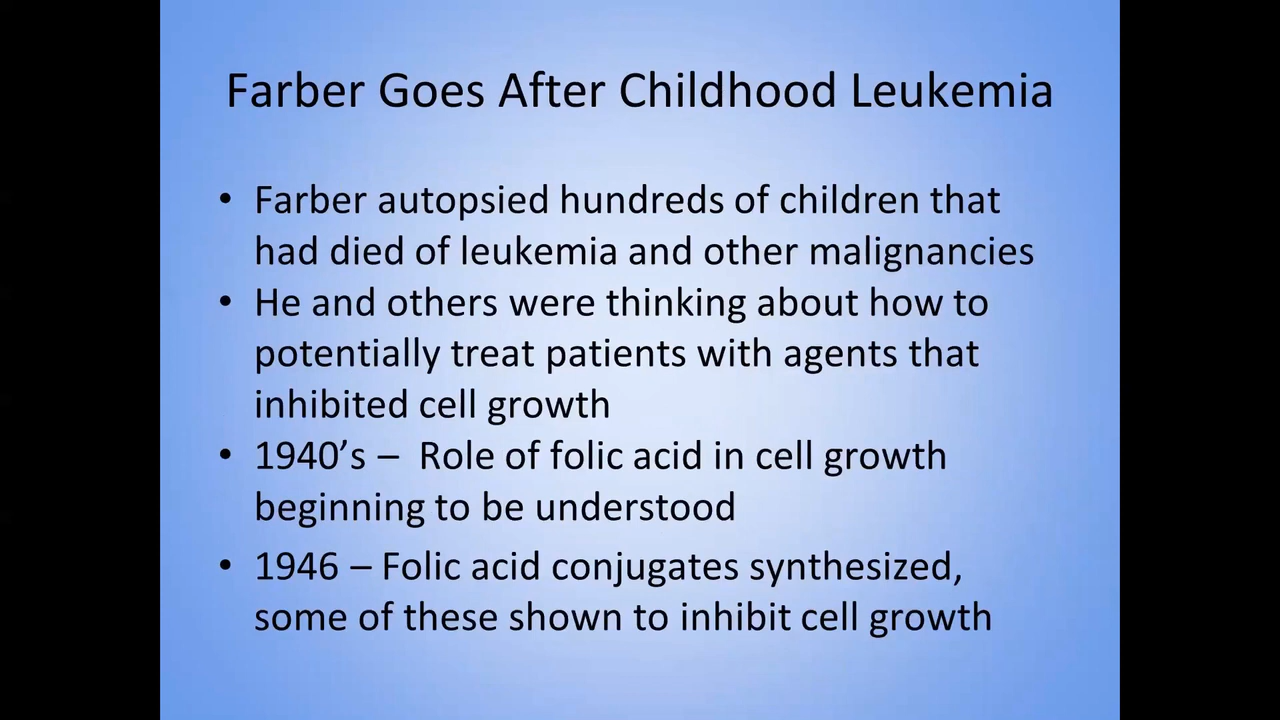 Farber Goes After Childhood Leukemia
• Farber autopsied hundreds of children that
had died of leukemia and other malignancies
• He and others were thinking about how to
potentially treat patients with agents that
inhibited cell growth
• 1940’s – Role of folic acid in cell growth
beginning to be understood
• 1946 – Folic acid conjugates synthesized,
some of these shown to inhibit cell growth